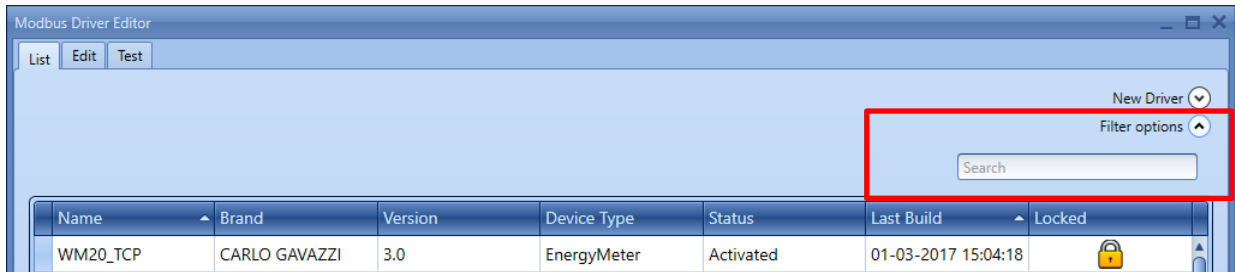 Modbus Driver Editor
List Edit Test
New Driver
Filter options
Search
Name Brand Version Device Type Status Last Build Locked
WM20_TCP CARLO GAVAZZI 3.0 EnergyMeter Activated 01-03-2017 15:04:18